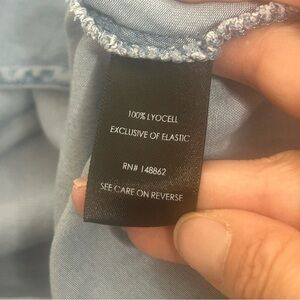 100% LYOCELL
EXCLUSIVE OF ELASTIC
RN# 148862
SEE CARE ON REVERSE